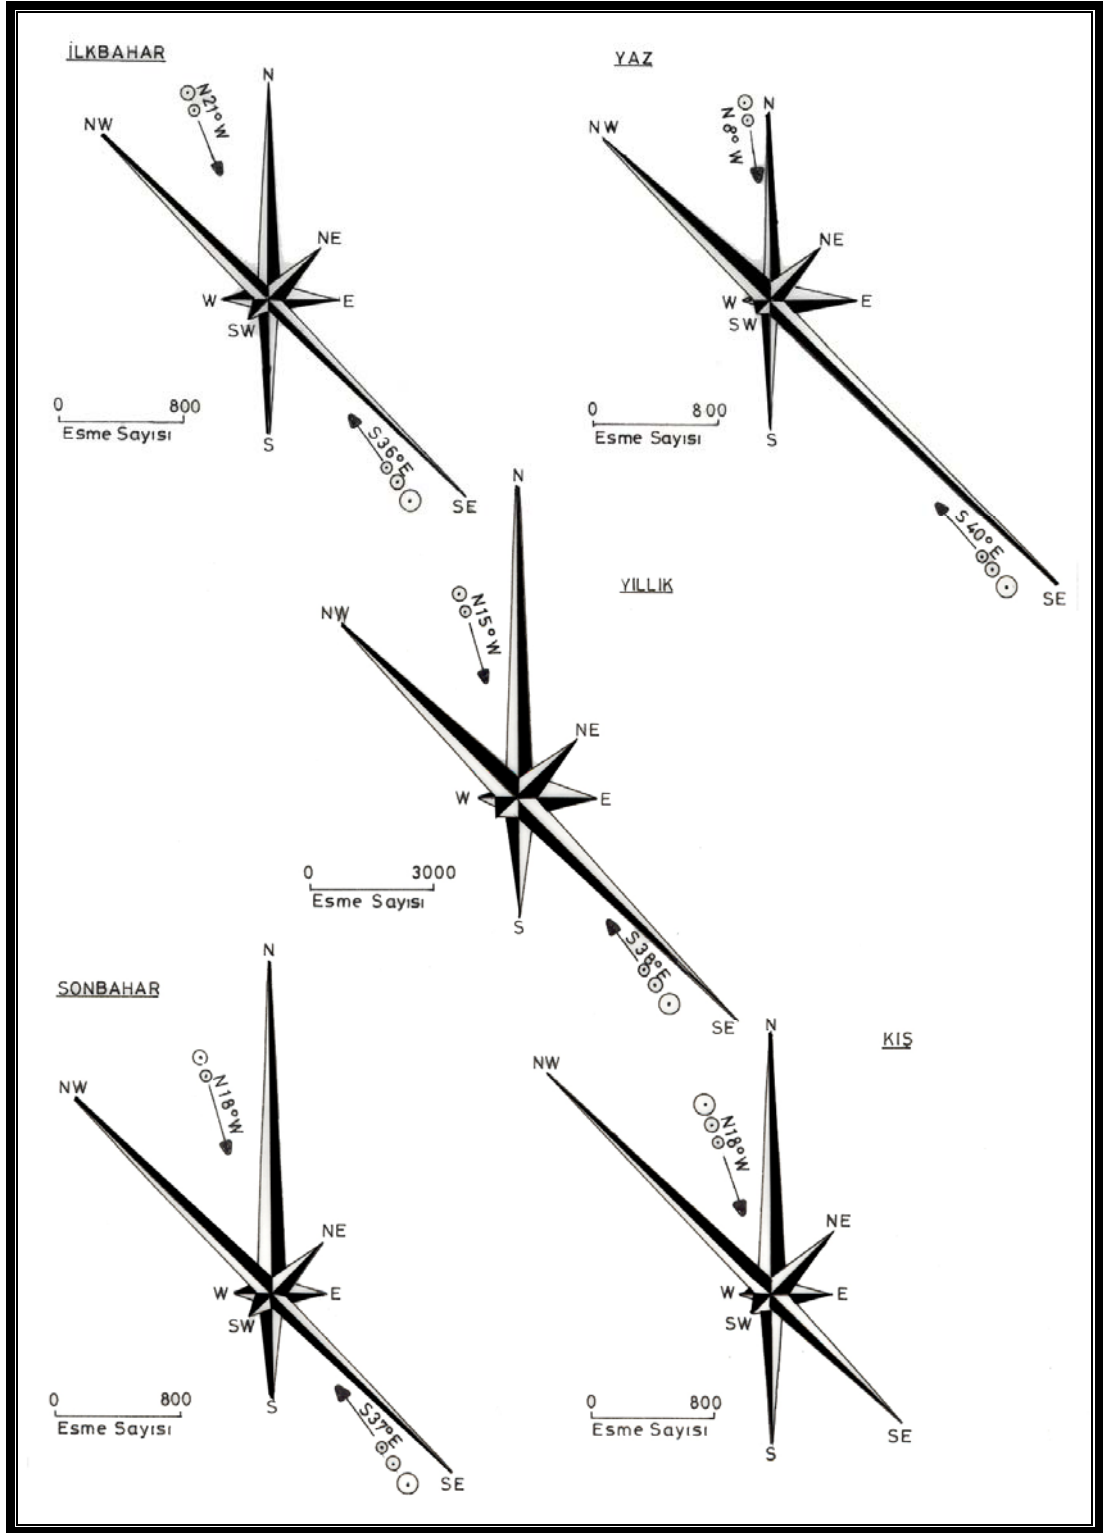 İLKBAHAR
N
N21°W
NW
NE
W
E
SW
0 800
Esme Sayısı
S
S36°E
SE
YAZ
N
N8°W
NW
NE
W
E
SW
0 800
Esme Sayısı
S
S40°E
SE
YILLIK
N
N15°W
NW
NE
W
E
0 3000
Esme Sayısı
S
S38°E
SE
SONBAHAR
N
N18°W
NW
NE
W
E
SW
0 800
Esme Sayısı
S
S37°E
SE
KIŞ
N
NW
N18°W
NE
W
E
SW
0 800
Esme Sayısı
SE
S